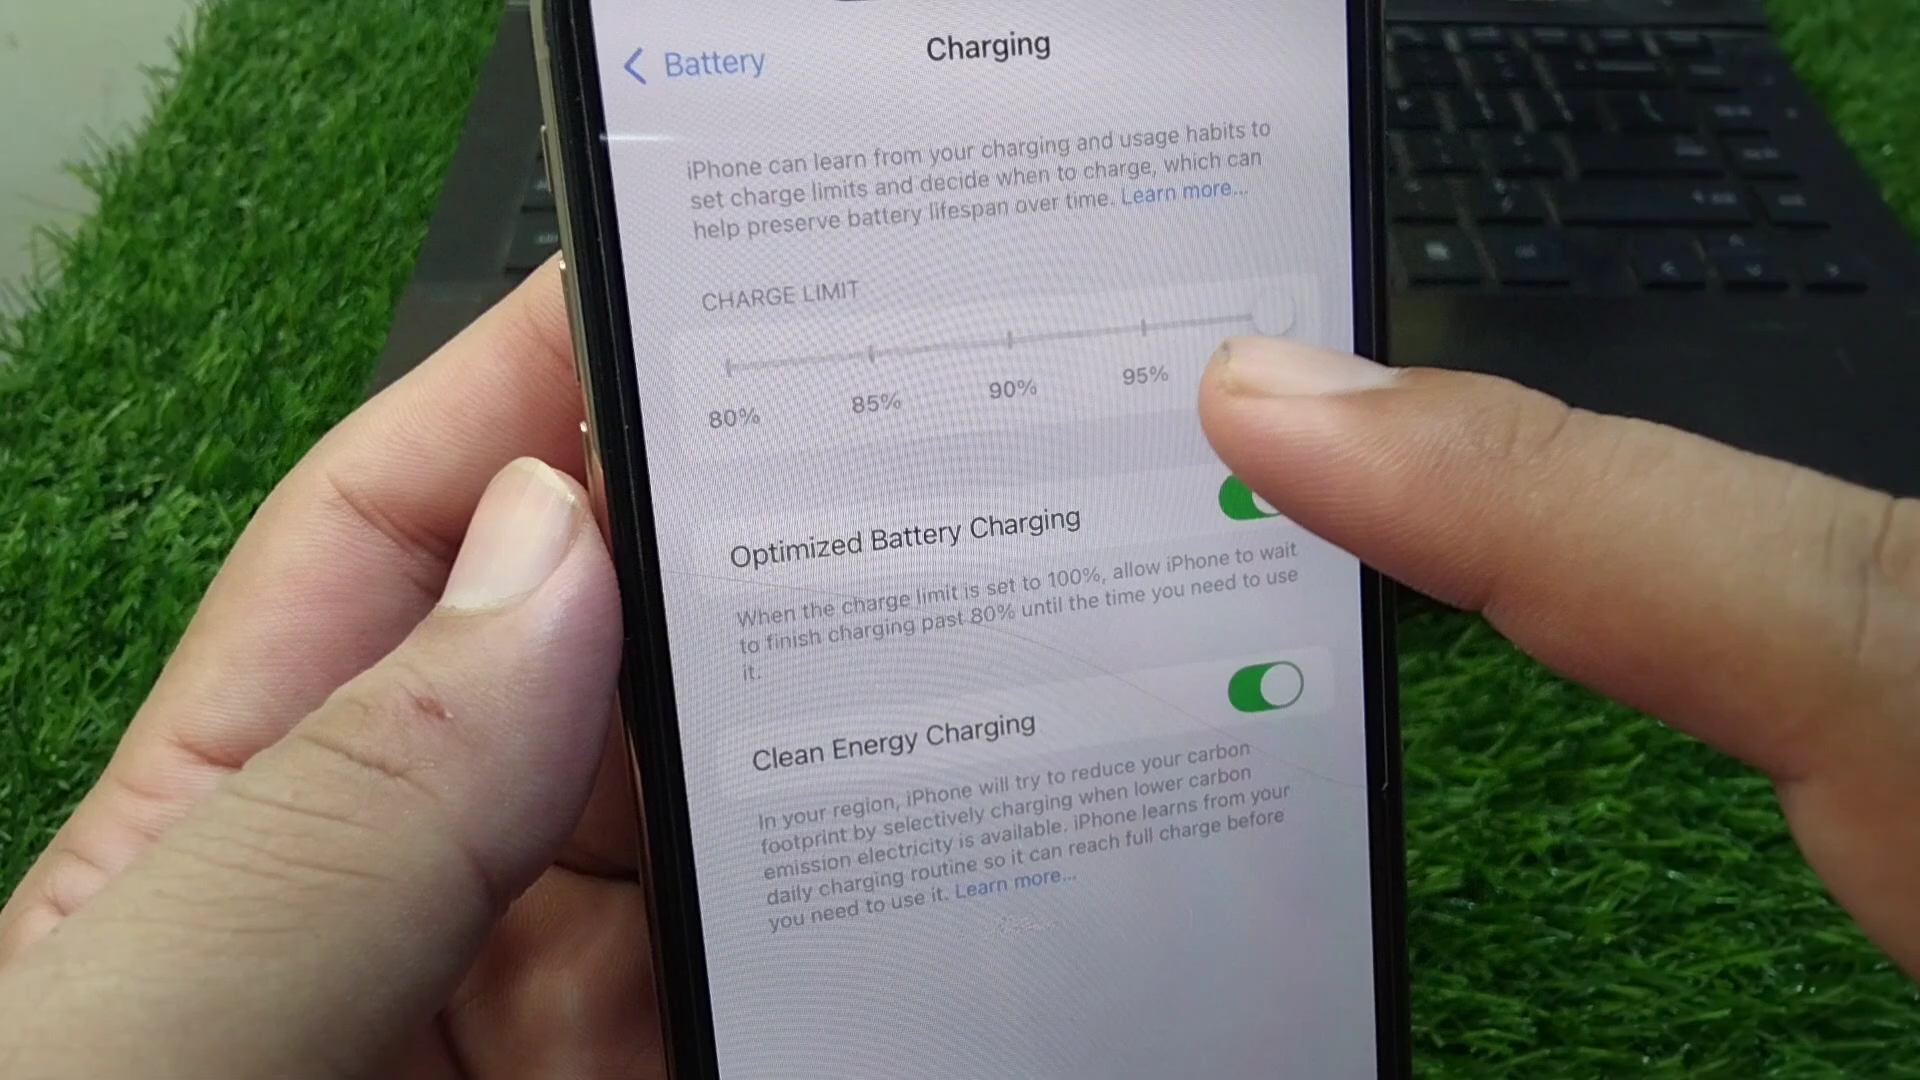 Battery
Charging
iPhone can learn from your charging and usage habits to
set charge limits and decide when to charge, which can
help preserve battery lifespan over time. Learn more...
CHARGE LIMIT
80% 85% 90% 95%
Optimized Battery Charging
When the charge limit is set to 100%, allow iPhone to wait
to finish charging past 80% until the time you need to use
it.
Clean Energy Charging
In your region, iPhone will try to reduce your carbon
footprint by selectively charging when lower carbon
emission electricity is available. iPhone learns from your
daily charging routine so it can reach full charge before
you need to use it. Learn more...